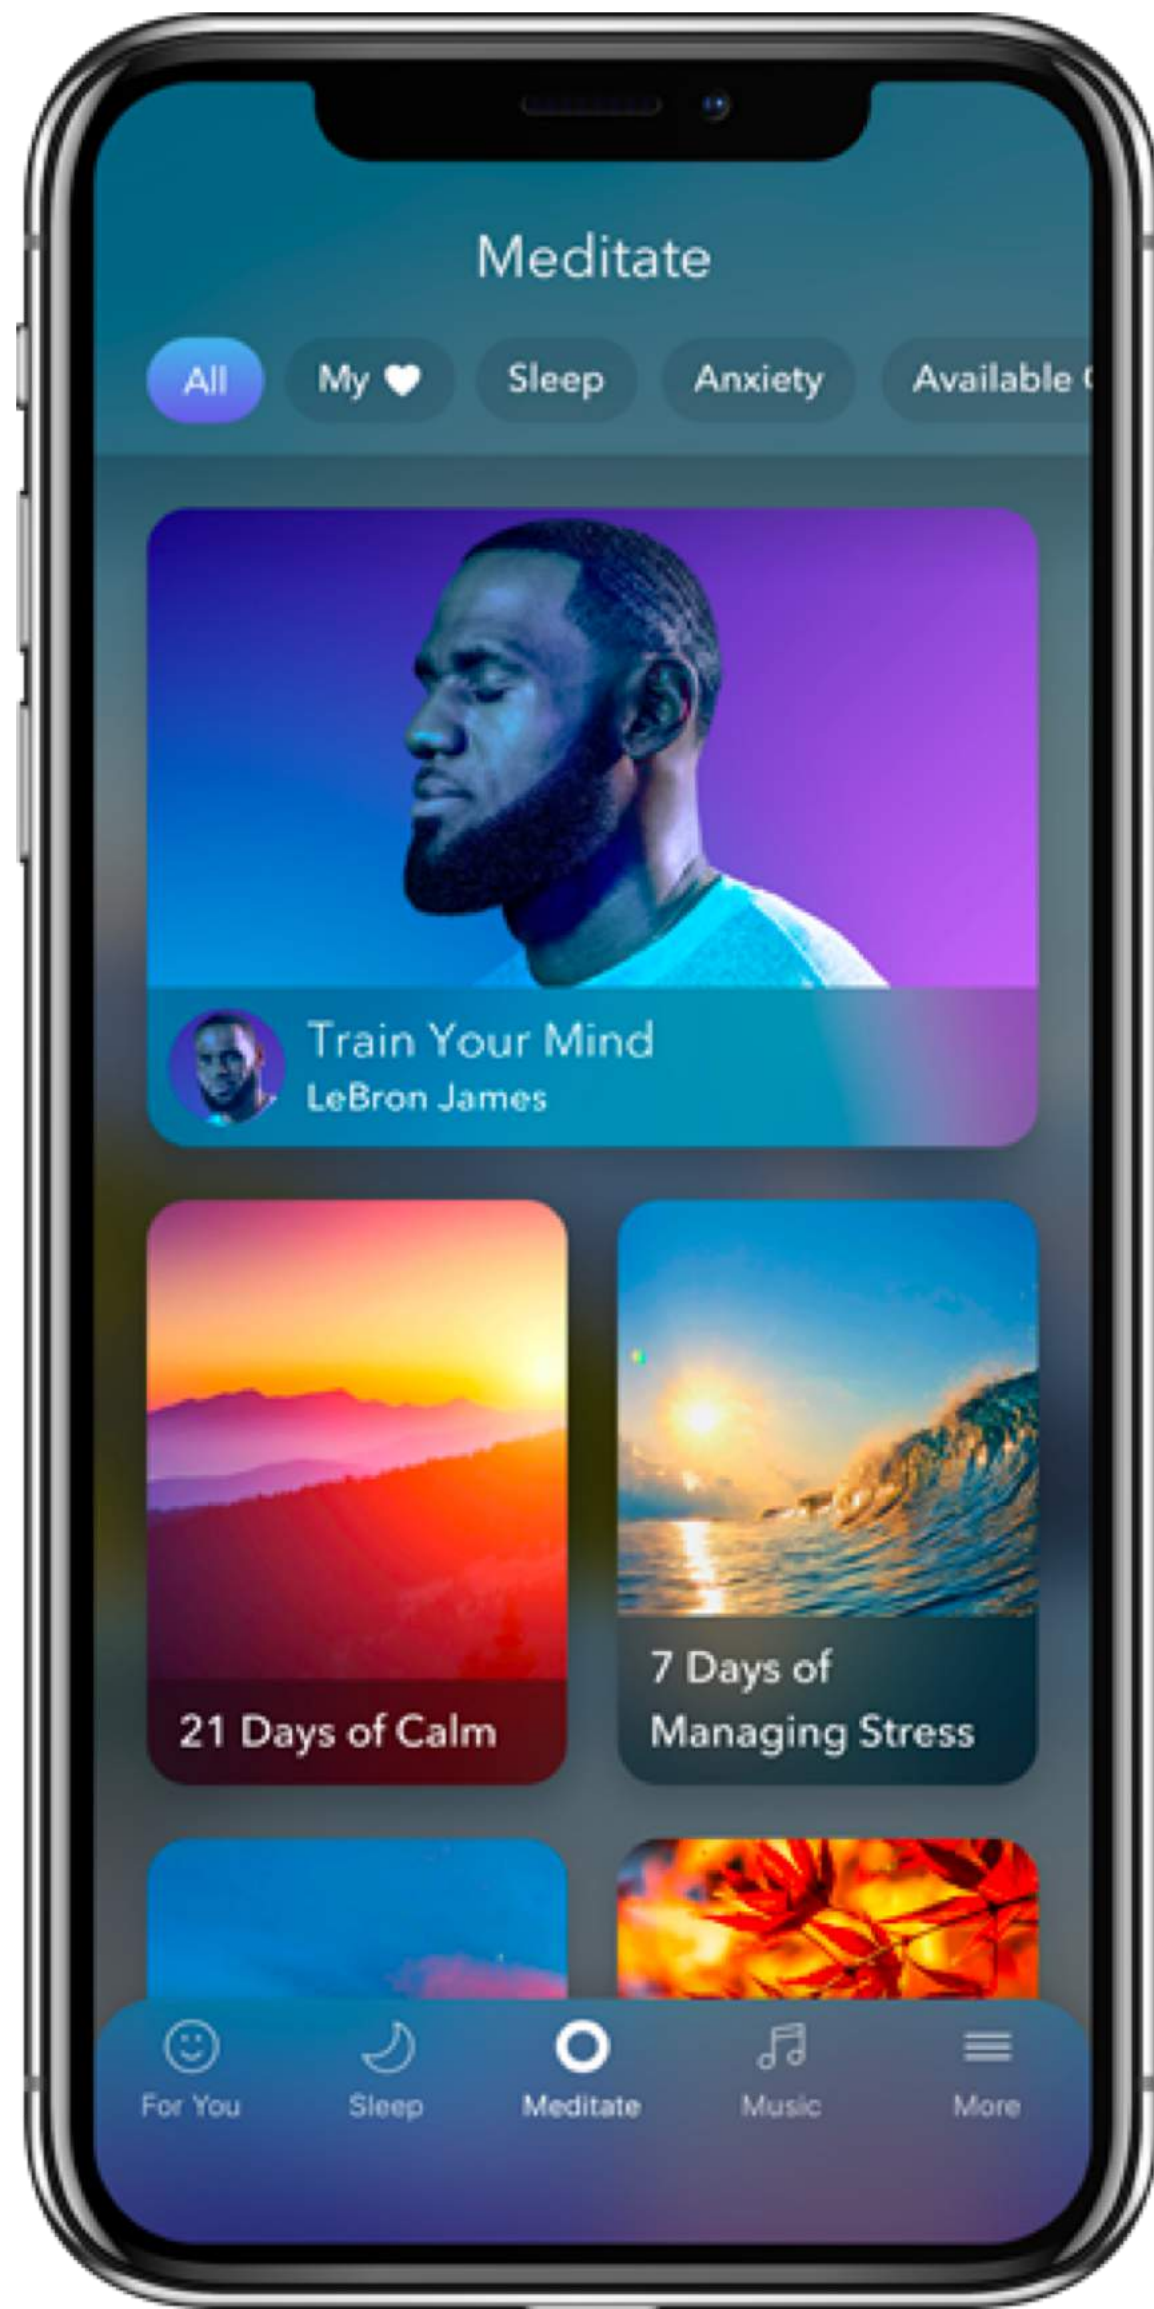 Meditate
All
My
Sleep
Anxiety
Available
Train Your Mind
LeBron James
21 Days of Calm
7 Days of
Managing Stress
For You
Sleep
Meditate
Music
More